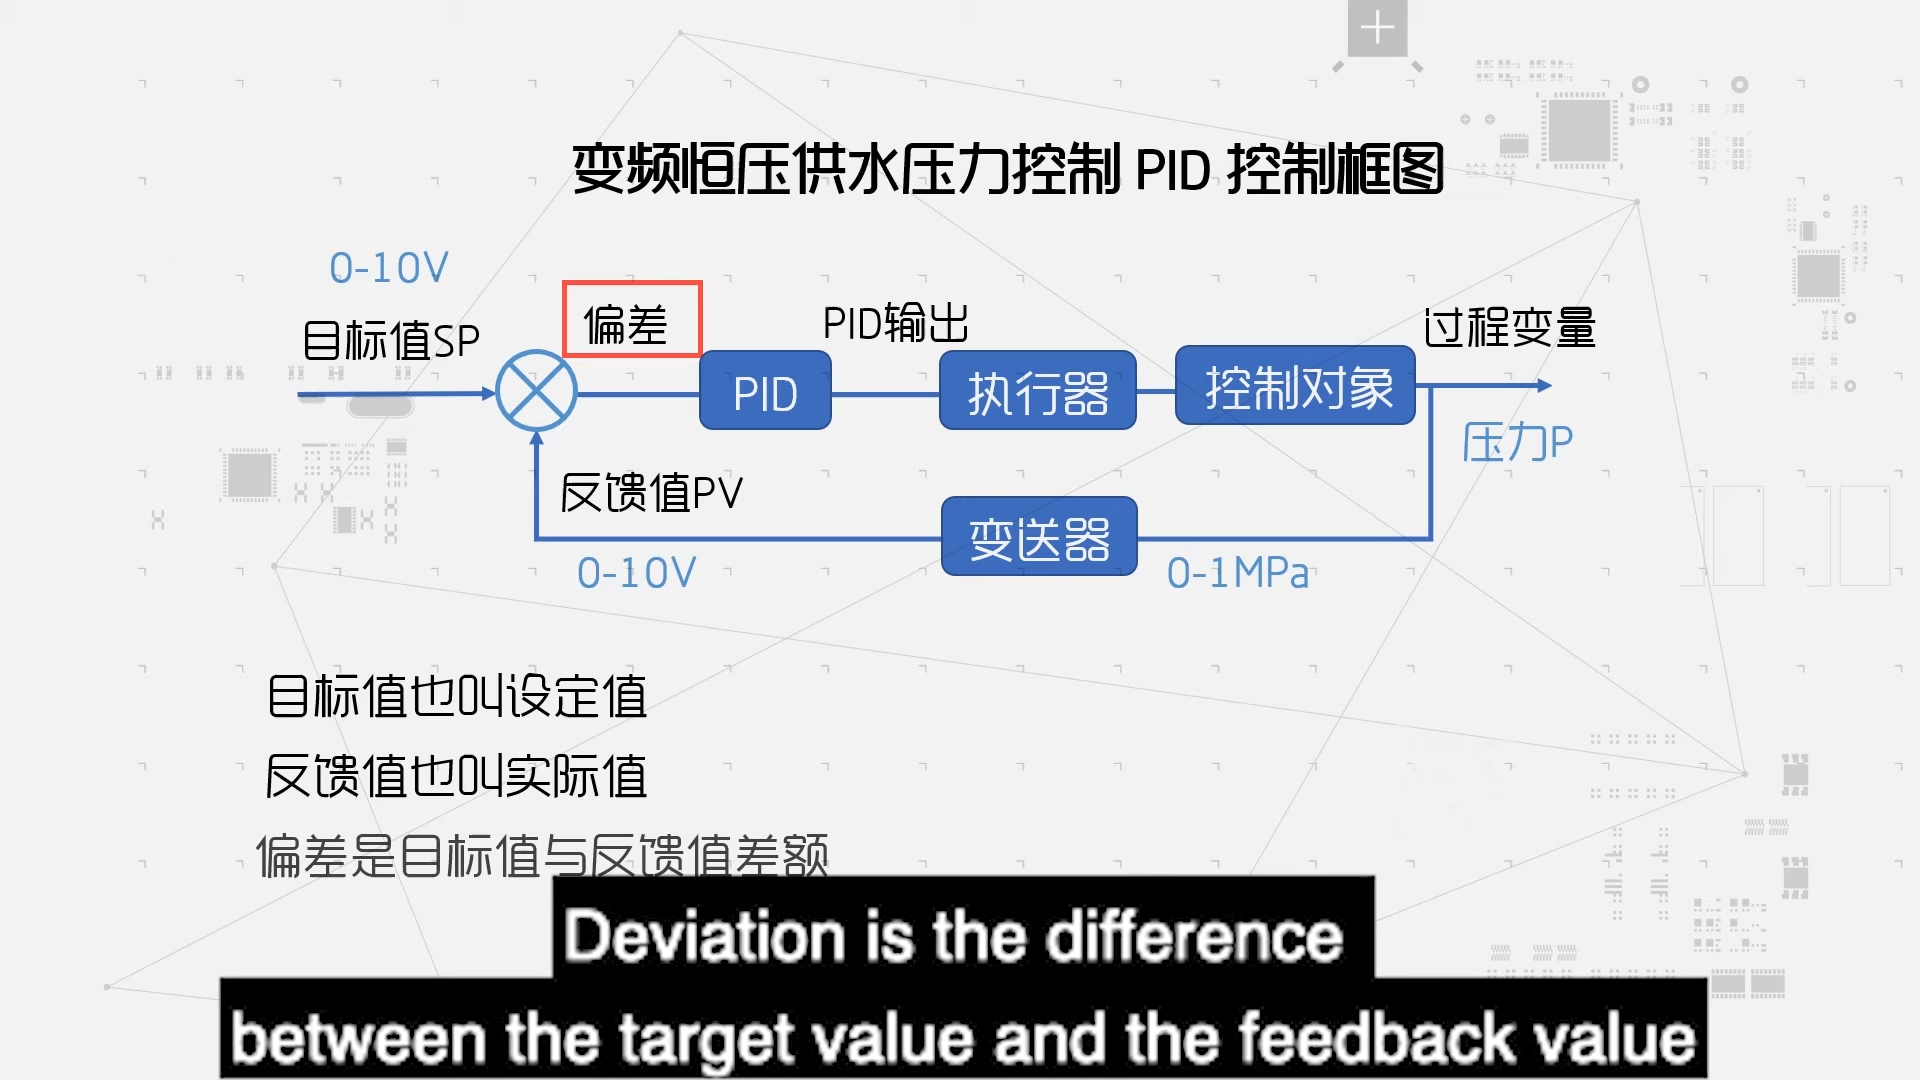 变频恒压供水压力控制 PID 控制框图
0-10V
目标值SP
偏差
PID输出
过程变量
PID
执行器
控制对象
压力P
反馈值PV
变送器
0-10V
0-1MPa
目标值也叫设定值
反馈值也叫实际值
偏差是目标值与反馈值差额
Deviation is the difference
between the target value and the feedback value